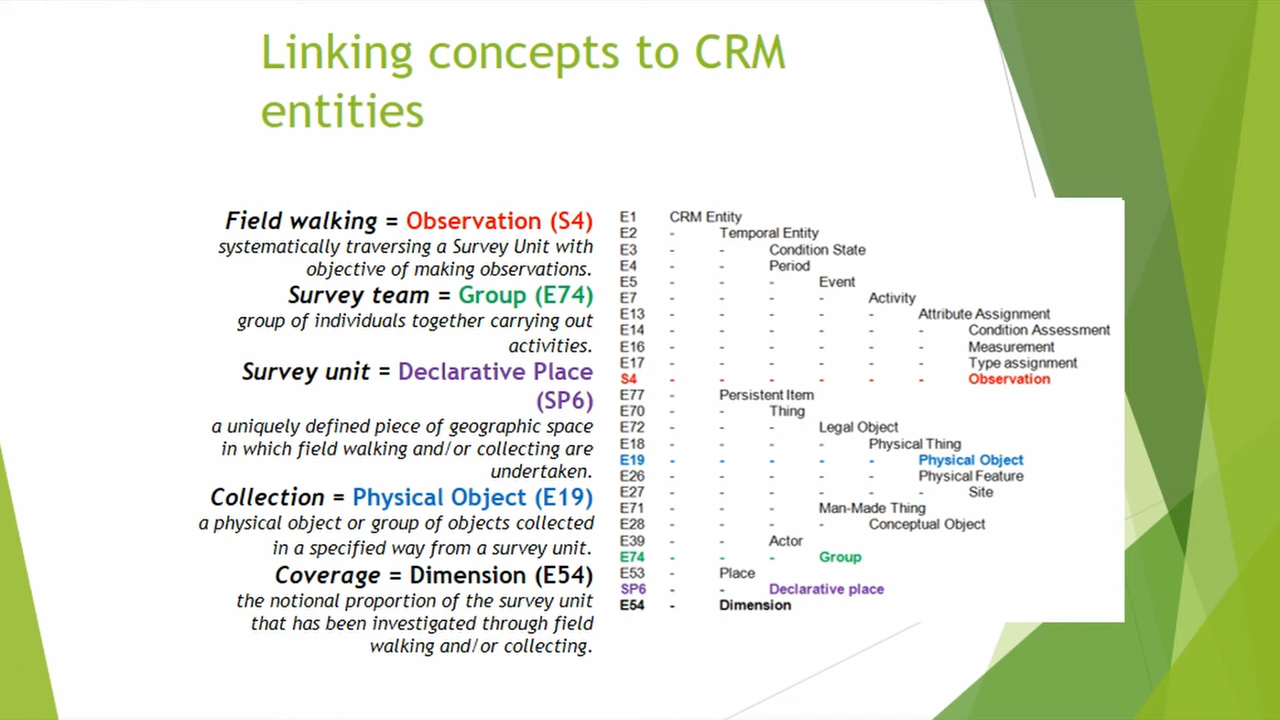 Linking concepts to CRM
entities
Field walking = Observation (S4)
systematically traversing a Survey Unit with
objective of making observations.
Survey team = Group (E74)
group of individuals together carrying out
activities.
Survey unit = Declarative Place
(SP6)
a uniquely defined piece of geographic space
in which field walking and/or collecting are
undertaken.
Collection = Physical Object (E19)
a physical object or group of objects collected
in a specified way from a survey unit.
Coverage = Dimension (E54)
the notional proportion of the survey unit
that has been investigated through field
walking and/or collecting.
E1 CRM Entity
E2 - Temporal Entity
E3 - - Condition State
E4 - - Period
E5 - - - Event
E7 - - - - Activity
E13 - - - - - Attribute Assignment
E14 - - - - - - Condition Assessment
E16 - - - - - - Measurement
E17 - - - - - - Type assignment
S4 - - - - - - Observation
E77 - Persistent Item
E70 - - Thing
E72 - - - Legal Object
E18 - - - - Physical Thing
E19 - - - - - Physical Object
E26 - - - - - Physical Feature
E27 - - - - - - Site
E71 - - - Man-Made Thing
E28 - - - - Conceptual Object
E39 - - Actor
E74 - - - Group
E53 - Place
SP6 - - Declarative place
E54 - Dimension